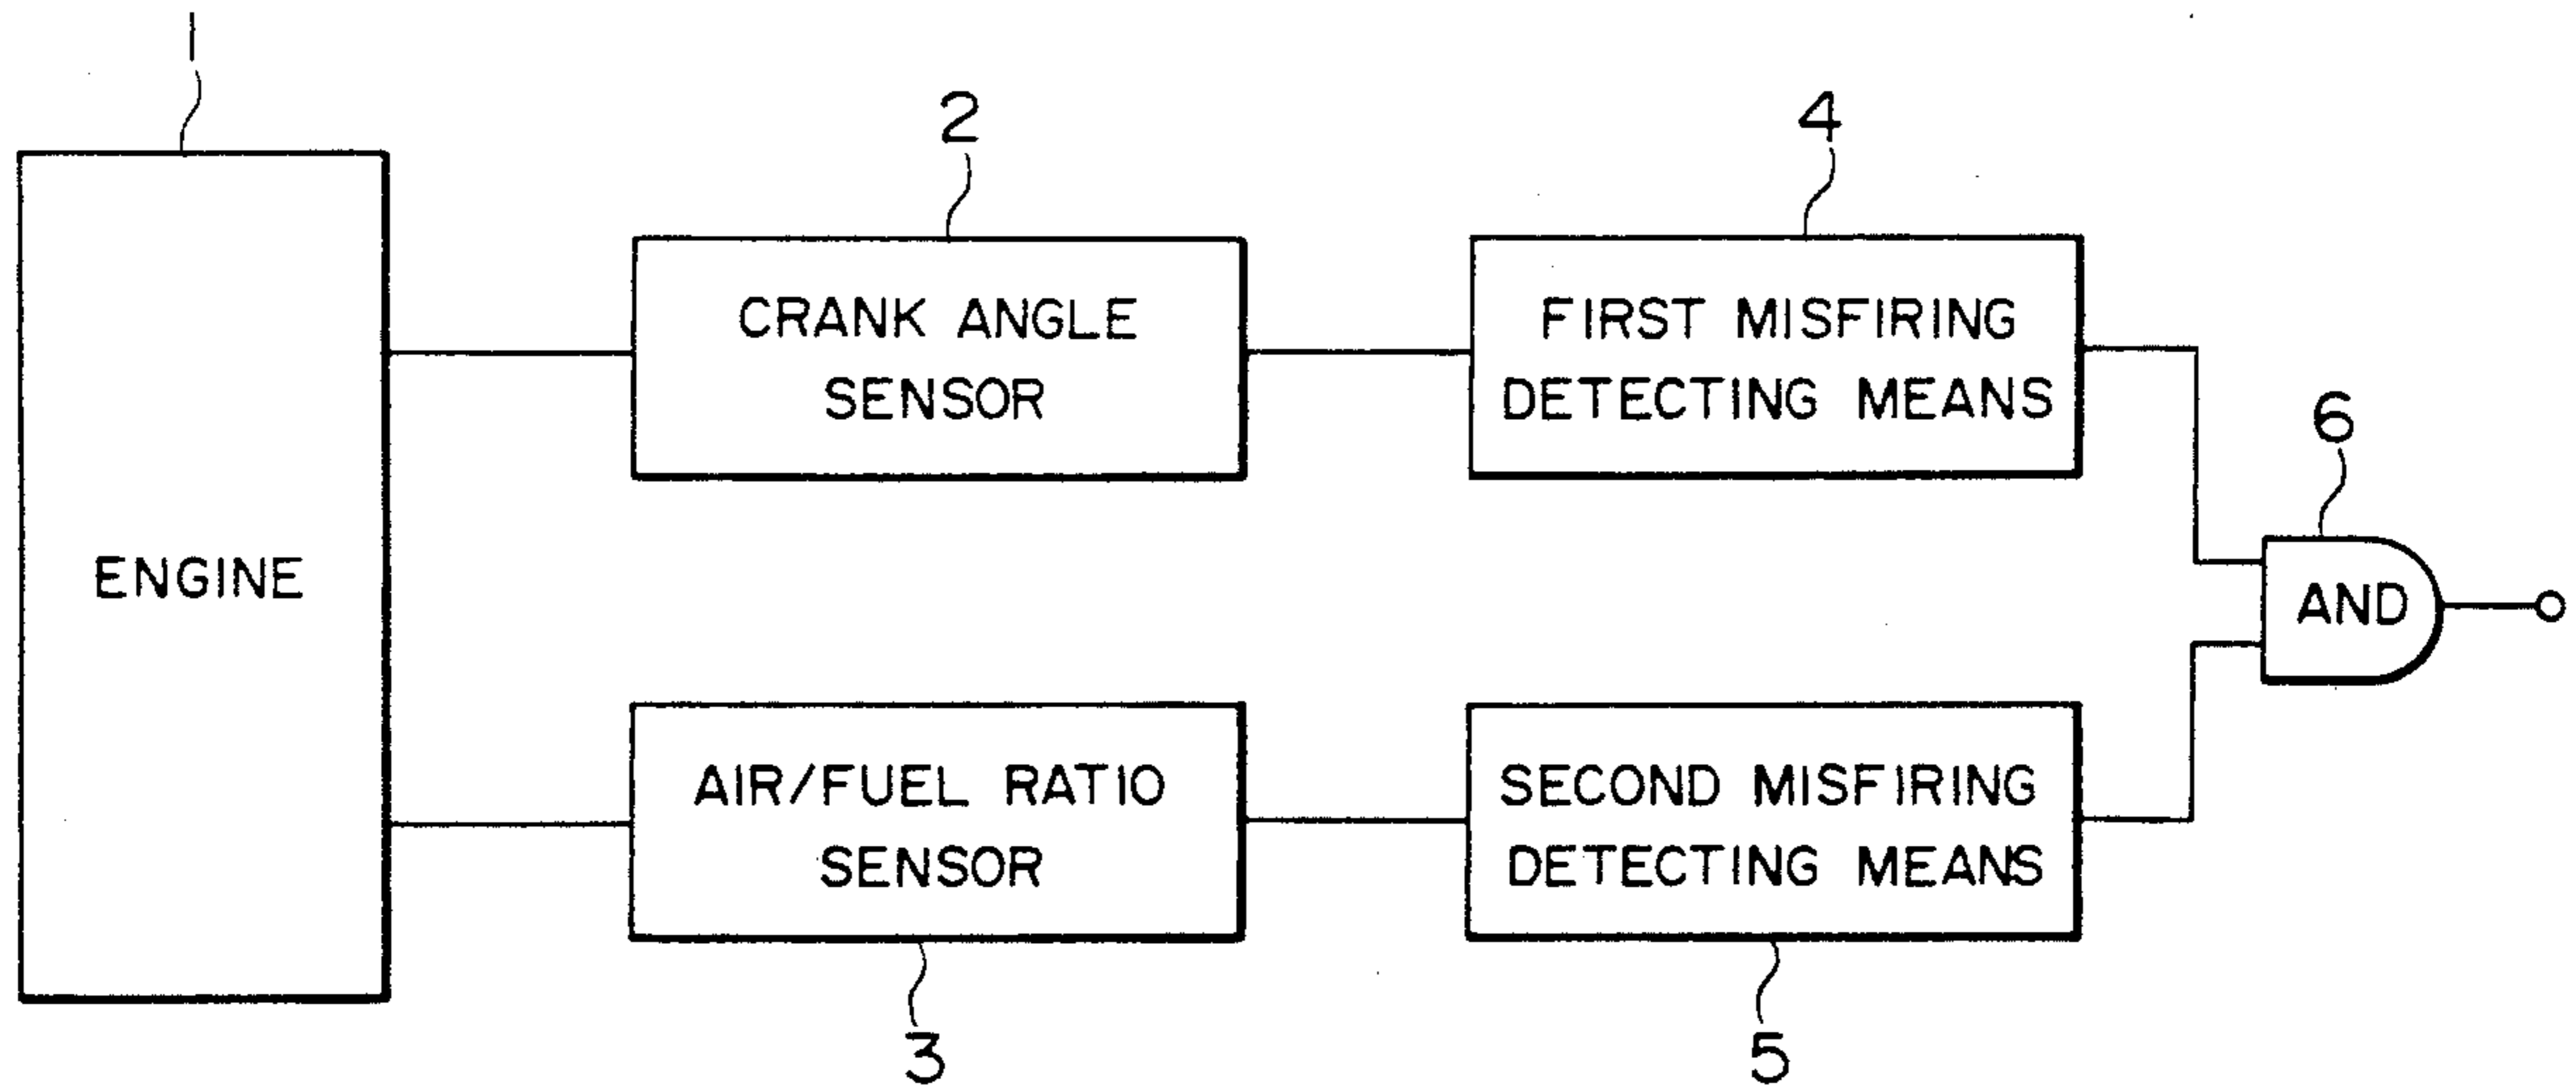 1
2
4
CRANK ANGLE
SENSOR
FIRST MISFIRING
DETECTING MEANS
6
ENGINE
AND
AIR/FUEL RATIO
SENSOR
SECOND MISFIRING
DETECTING MEANS
3
5